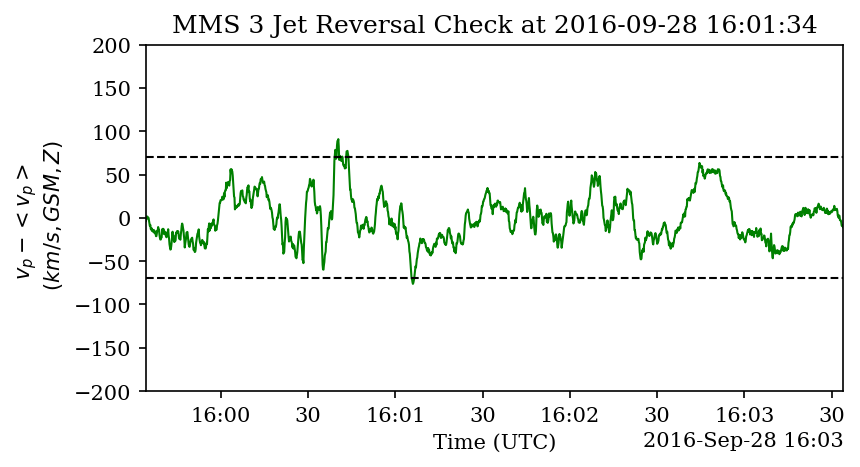 MMS 3 Jet Reversal Check at 2016-09-28 16:01:34
200
150
100
50
0
−50
−100
−150
−200
v_p − < v_p >
(km/s, GSM, Z)
16:00 30 16:01 30 16:02 30 16:03 30
Time (UTC)
2016-Sep-28 16:03